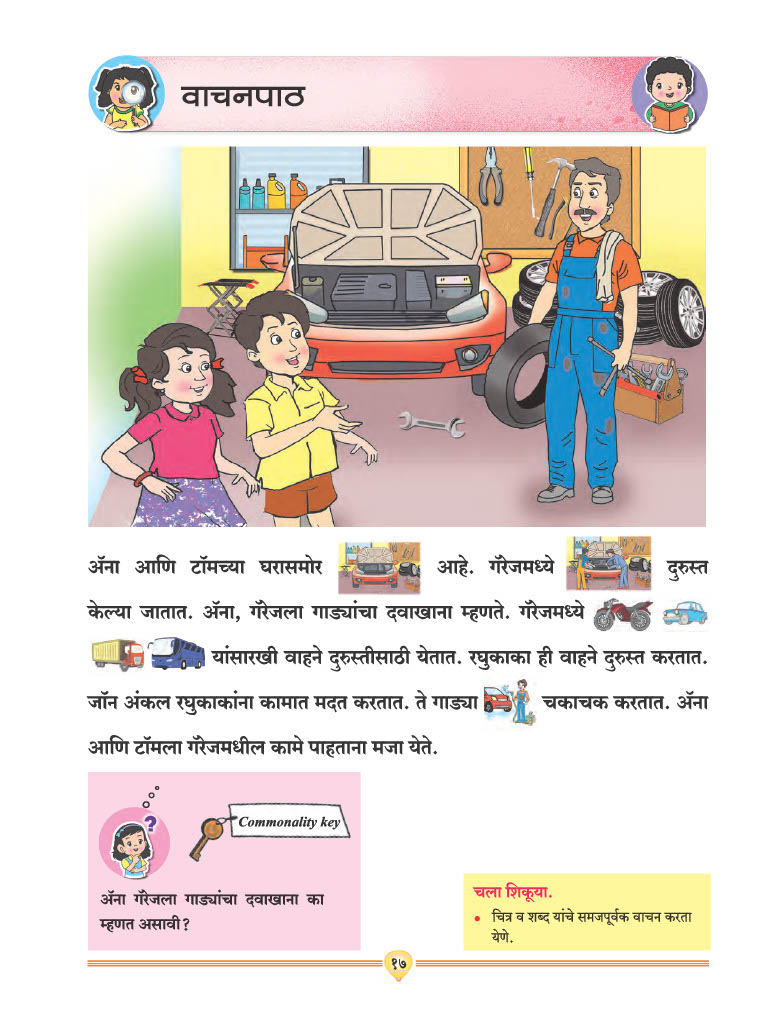 वाचनपाठ
ॲना आणि टॉमच्या घरासमोर आहे. गॅरेजमध्ये दुरुस्त
केल्या जातात. ॲना, गॅरेजला गाड्यांचा दवाखाना म्हणते. गॅरेजमध्ये
यांसारखी वाहने दुरुस्तीसाठी येतात. रघुकाका ही वाहने दुरुस्त करतात.
जॉन अंकल रघुकाकांना कामात मदत करतात. ते गाड्या चकाचक करतात. ॲना
आणि टॉमला गॅरेजमधील कामे पाहताना मजा येते.
?
Commonality key
ॲना गॅरेजला गाड्यांचा दवाखाना का
म्हणत असावी?
चला शिकूया.
• चित्र व शब्द यांचे समजपूर्वक वाचन करता
येणे.
१७